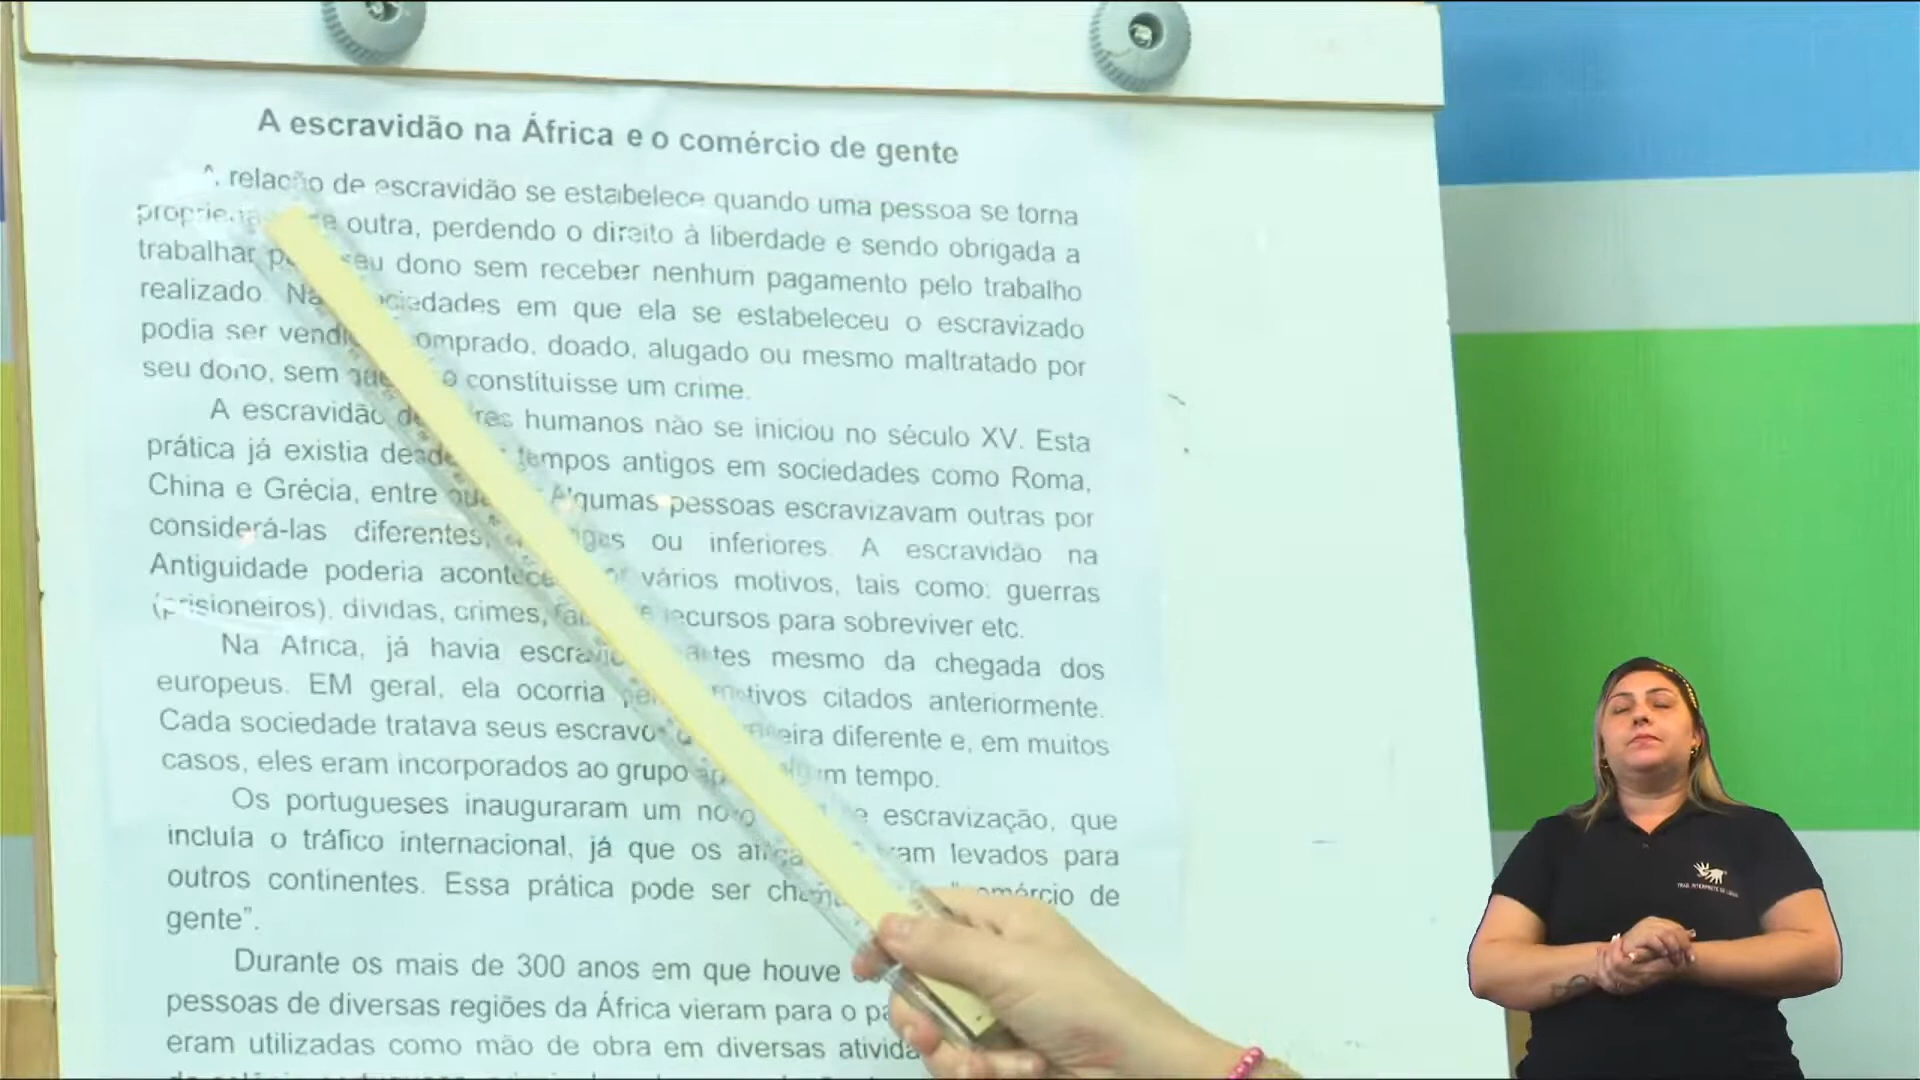 A escravidão na África e o comércio de gente
relação de escravidão se estabelece quando uma pessoa se torna
outra, perdendo o direito à liberdade e sendo obrigada a
trabalhar seu dono sem receber nenhum pagamento pelo trabalho
realizado. sociedades em que ela se estabeleceu o escravizado
podia ser comprado, doado, alugado ou mesmo maltratado por
seu dono, sem constituisse um crime.
A escravidão humanos não se iniciou no século XV. Esta
prática já existia tempos antigos em sociedades como Roma,
China e Grécia, entre Algumas pessoas escravizavam outras por
considerá-las diferentes, ou inferiores. A escravidão na
Antiguidade poderia vários motivos, tais como: guerras
(prisioneiros), dívidas, crimes, recursos para sobreviver etc.
Na África, já havia antes mesmo da chegada dos
europeus. EM geral, ela ocorria motivos citados anteriormente.
Cada sociedade tratava seus diferente e, em muitos
casos, eles eram incorporados ao grupo tempo.
Os portugueses inauguraram um escravização, que
incluía o tráfico internacional, já que os levados para
outros continentes. Essa prática pode ser de
gente".
Durante os mais de 300 anos em que houve
pessoas de diversas regiões da África vieram para o
eram utilizadas como mão de obra em diversas